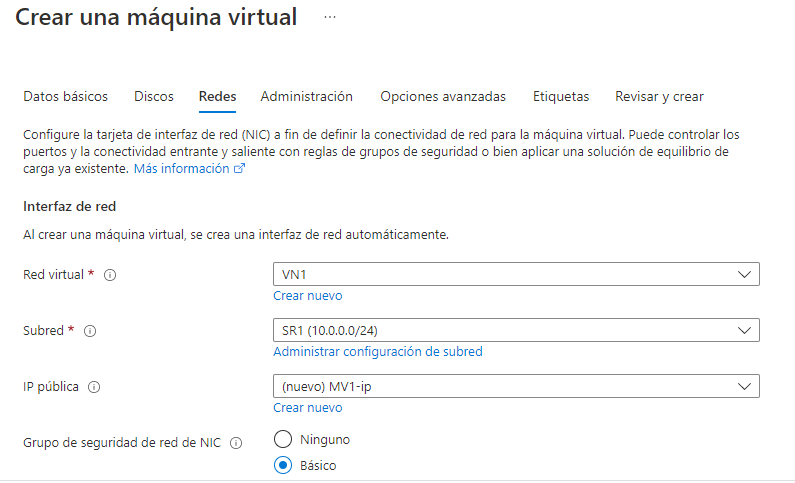 Crear una máquina virtual ...
Datos básicos Discos Redes Administración Opciones avanzadas Etiquetas Revisar y crear
Configure la tarjeta de interfaz de red (NIC) a fin de definir la conectividad de red para la máquina virtual. Puede controlar los
puertos y la conectividad entrante y saliente con reglas de grupos de seguridad o bien aplicar una solución de equilibrio de
carga ya existente. Más información
Interfaz de red
Al crear una máquina virtual, se crea una interfaz de red automáticamente.
Red virtual * VN1
Crear nuevo
Subred * SR1 (10.0.0.0/24)
Administrar configuración de subred
IP pública (nuevo) MV1-ip
Crear nuevo
Grupo de seguridad de red de NIC Ninguno
Básico